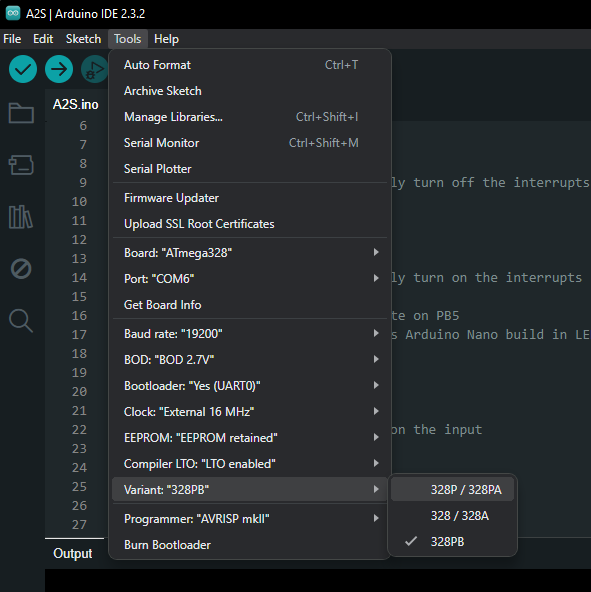 A2S | Arduino IDE 2.3.2
File Edit Sketch Tools Help
A2S.ino
6
7
8
9 ly turn off the interrupts
10
11
12
13
14 ly turn on the interrupts
15
16 te on PB5
17 s Arduino Nano build in LE
18
19
20
21
22 on the input
23
24
25
26
27
Auto Format Ctrl+T
Archive Sketch
Manage Libraries... Ctrl+Shift+I
Serial Monitor Ctrl+Shift+M
Serial Plotter
Firmware Updater
Upload SSL Root Certificates
Board: "ATmega328"
Port: "COM6"
Get Board Info
Baud rate: "19200"
BOD: "BOD 2.7V"
Bootloader: "Yes (UART0)"
Clock: "External 16 MHz"
EEPROM: "EEPROM retained"
Compiler LTO: "LTO enabled"
Variant: "328PB"
Programmer: "AVRISP mkII"
Burn Bootloader
328P / 328PA
328 / 328A
328PB
Output